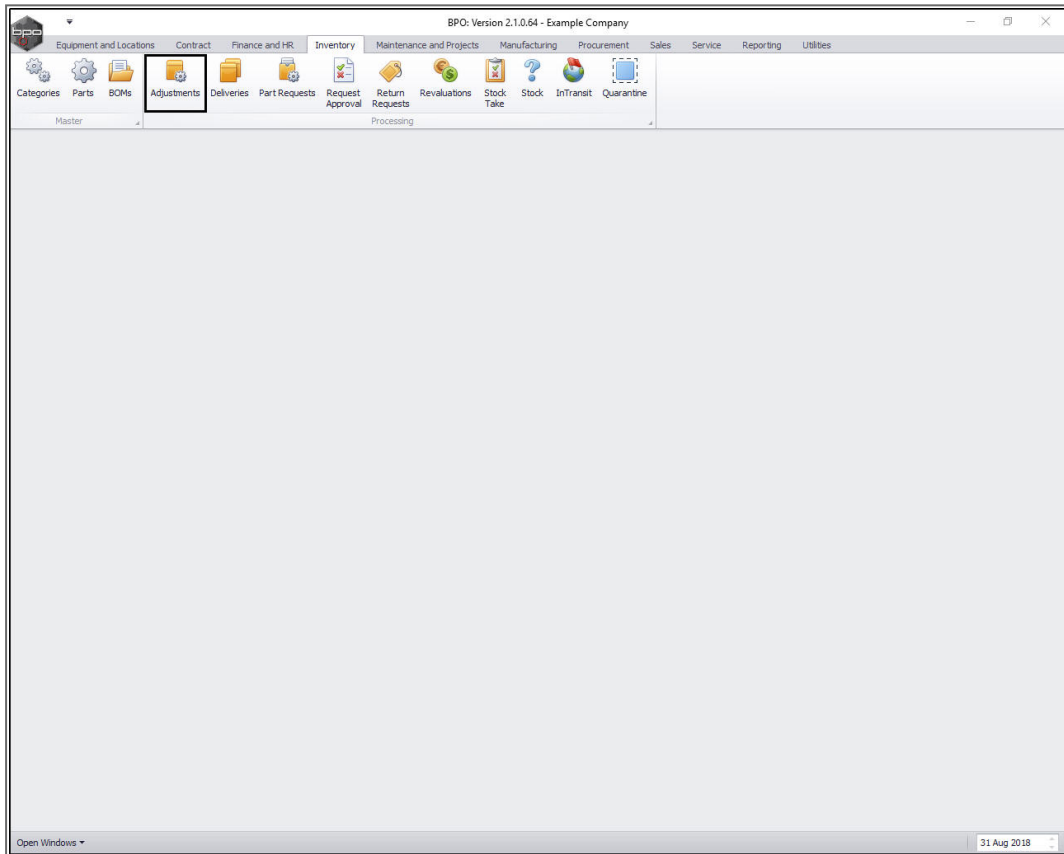 BPO: Version 2.1.0.64 - Example Company
bpo
Equipment and Locations Contract Finance and HR Inventory Maintenance and Projects Manufacturing Procurement Sales Service Reporting Utilities
Categories Parts BOMs Adjustments Deliveries Part Requests Request Approval Return Requests Revaluations Stock Take Stock InTransit Quarantine
Master Processing
Open Windows 31 Aug 2018